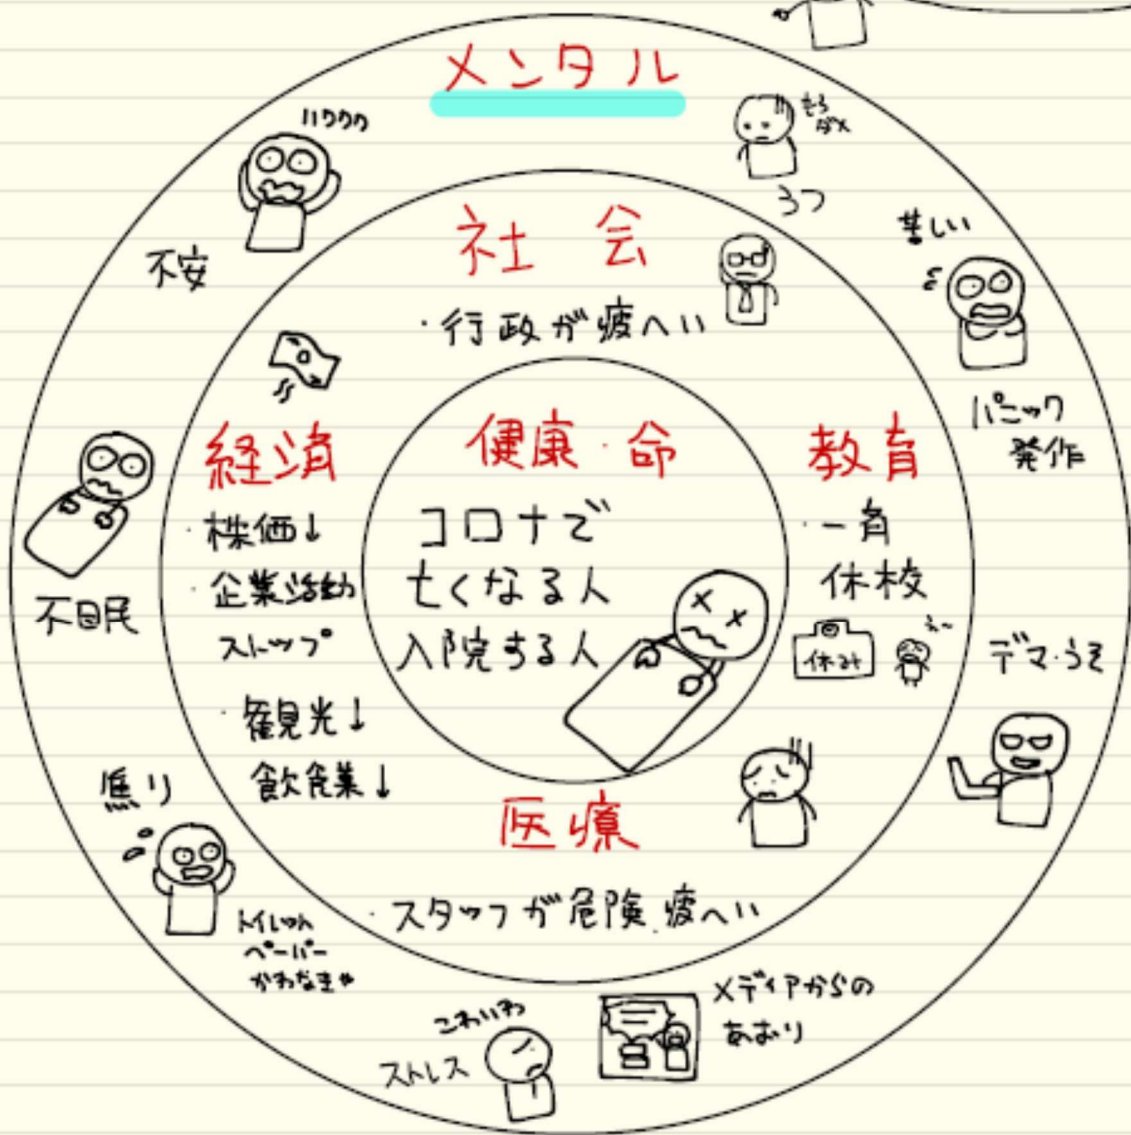 メンタル
ハワワワ
不安
もう
ダメ
うつ
苦しい
パニック
発作
社会
・行政が疲へい
経済
・株価↓
・企業活動
ストップ
・観光↓
飲食業↓
健康・命
コロナで
亡くなる人
入院する人
教育
・一斉
休校
休み
不眠
デマ・うそ
焦り
トイレット
ペーパー
かわなきゃ
医療
・スタッフが危険、疲へい
こわいわ
ストレス
メディアからの
あおり